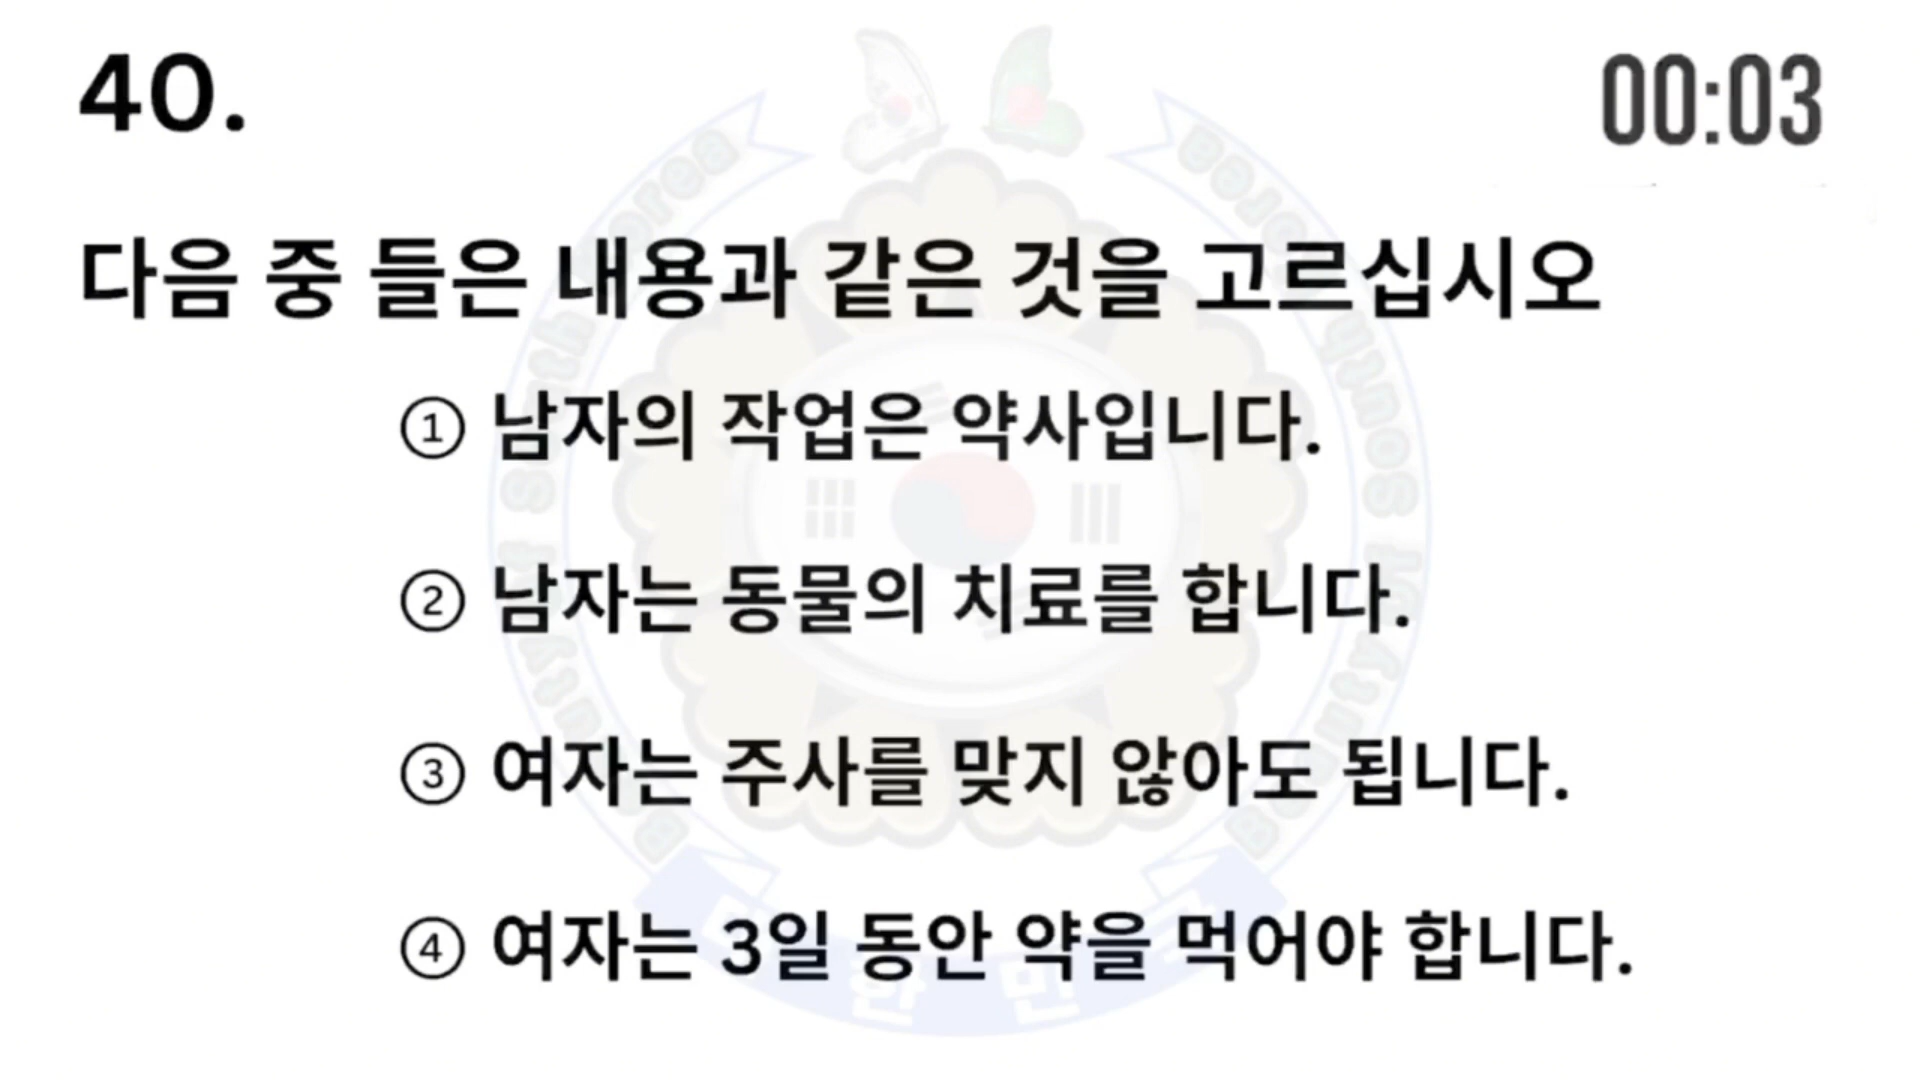 40.
00:03
다음 중 들은 내용과 같은 것을 고르십시오
① 남자의 작업은 약사입니다.
② 남자는 동물의 치료를 합니다.
③ 여자는 주사를 맞지 않아도 됩니다.
④ 여자는 3일 동안 약을 먹어야 합니다.